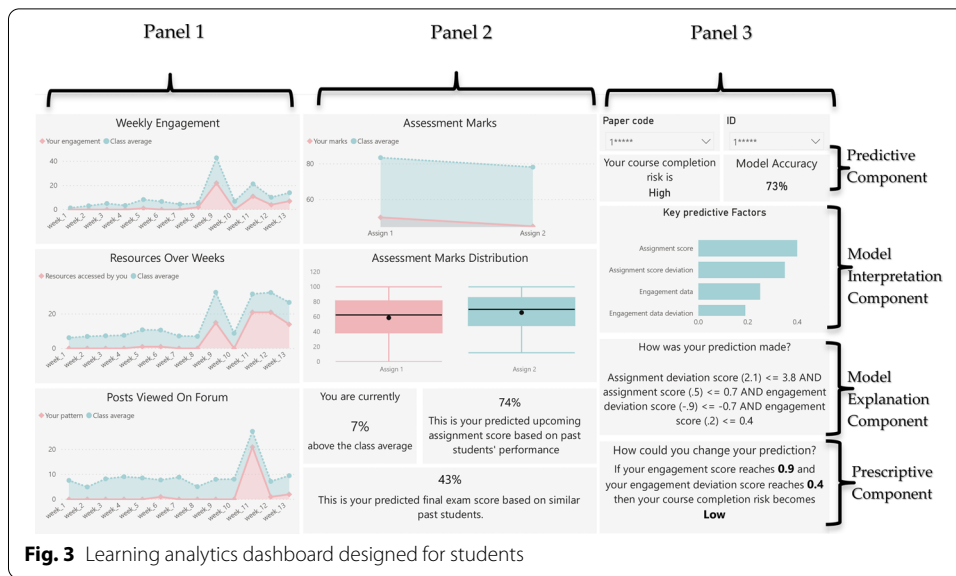 Panel 1
Panel 2
Panel 3
Weekly Engagement
Your engagement Class average
40
20
0
week_1 week_2 week_3 week_4 week_5 week_6 week_7 week_8 week_9 week_10 week_11 week_12 week_13
Resources Over Weeks
Resources accessed by you Class average
20
0
week_1 week_2 week_3 week_4 week_5 week_6 week_7 week_8 week_9 week_10 week_11 week_12 week_13
Posts Viewed On Forum
Your pattern Class average
20
10
0
week_1 week_2 week_3 week_4 week_5 week_6 week_7 week_8 week_9 week_10 week_11 week_12 week_13
Assessment Marks
Your marks Class average
80
60
Assign 1 Assign 2
Assessment Marks Distribution
120
100
80
60
40
20
0
Assign 1 Assign 2
You are currently
7%
above the class average
74%
This is your predicted upcoming
assignment score based on past
students' performance
43%
This is your predicted final exam score based on similar
past students.
Paper code ID
1***** 1*****
Your course completion
risk is
High
Model Accuracy
73%
Predictive
Component
Key predictive Factors
Assignment score
Assignment score deviation
Engagement data
Engagement data deviation
0.0 0.2 0.4
Model
Interpretation
Component
How was your prediction made?
Assignment deviation score (2.1) <= 3.8 AND
assignment score (.5) <= 0.7 AND engagement
deviation score (-.9) <= -0.7 AND engagement
score (.2) <= 0.4
Model
Explanation
Component
How could you change your prediction?
If your engagement score reaches 0.9 and
your engagement deviation score reaches 0.4
then your course completion risk becomes
Low
Prescriptive
Component
Fig. 3 Learning analytics dashboard designed for students